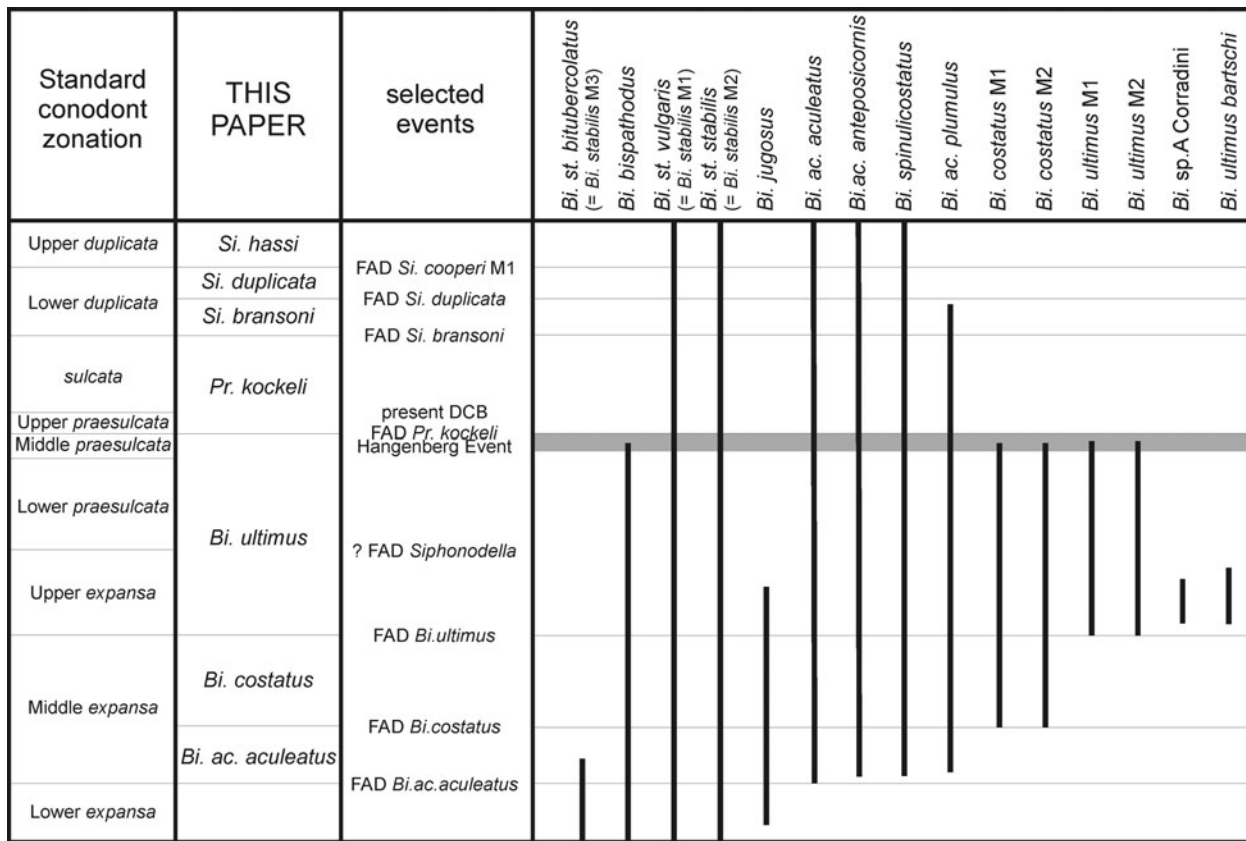 Standard
conodont
zonation
THIS
PAPER
selected
events
Bi. st. bitubercolatus
(= Bi. stabilis M3)
Bi. bispathodus
Bi. st. vulgaris
(= Bi. stabilis M1)
Bi. st. stabilis
(= Bi. stabilis M2)
Bi. jugosus
Bi. ac. aculeatus
Bi.ac. anteposicornis
Bi. spinulicostatus
Bi. ac. plumulus
Bi. costatus M1
Bi. costatus M2
Bi. ultimus M1
Bi. ultimus M2
Bi. sp.A Corradini
Bi. ultimus bartschi
Upper duplicata
Lower duplicata
sulcata
Upper praesulcata
Middle praesulcata
Lower praesulcata
Upper expansa
Middle expansa
Lower expansa
Si. hassi
Si. duplicata
Si. bransoni
Pr. kockeli
Bi. ultimus
Bi. costatus
Bi. ac. aculeatus
FAD Si. cooperi M1
FAD Si. duplicata
FAD Si. bransoni
present DCB
FAD Pr. kockeli
Hangenberg Event
? FAD Siphonodella
FAD Bi.ultimus
FAD Bi.costatus
FAD Bi.ac.aculeatus